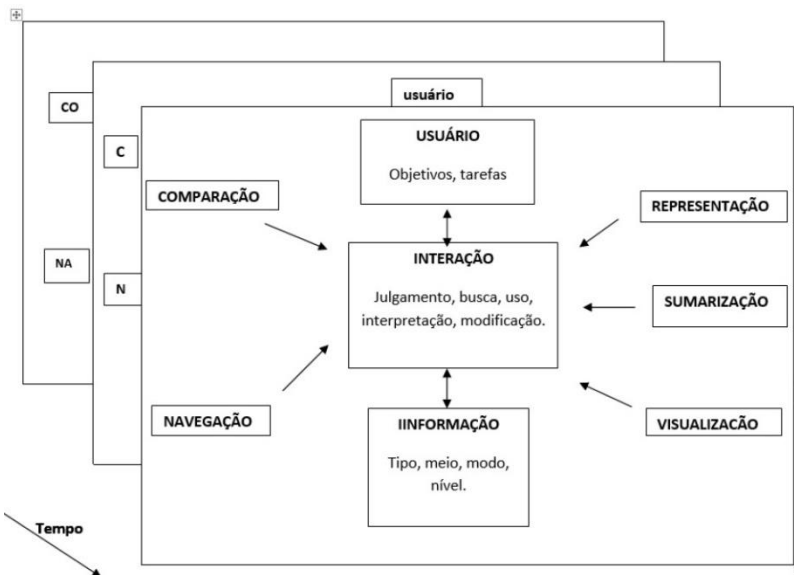 CO
usuário
C
USUÁRIO
Objetivos, tarefas
COMPARAÇÃO
REPRESENTAÇÃO
NA
N
INTERAÇÃO
Julgamento, busca, uso,
interpretação, modificação.
SUMARIZAÇÃO
NAVEGAÇÃO
IINFORMAÇÃO
Tipo, meio, modo,
nível.
VISUALIZACÃO
Tempo